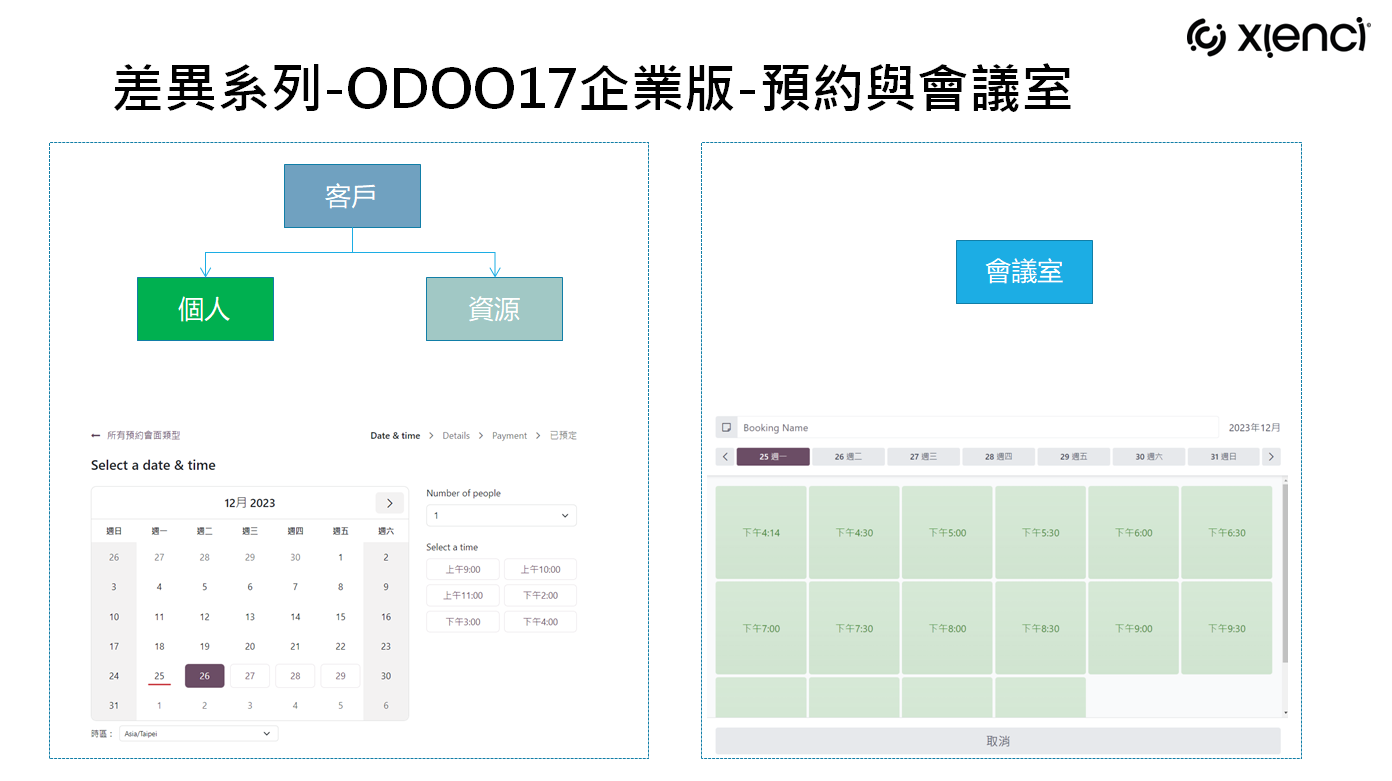 xienci
差異系列-ODOO17企業版-預約與會議室
客戶
個人
資源
← 所有預約會面類型
Date & time > Details > Payment > 已預定
Select a date & time
12月 2023
週日 週一 週二 週三 週四 週五 週六
26 27 28 29 30 1 2
3 4 5 6 7 8 9
10 11 12 13 14 15 16
17 18 19 20 21 22 23
24 25 26 27 28 29 30
31 1 2 3 4 5 6
時區： Asia/Taipei
Number of people
1
Select a time
上午9:00 上午10:00
上午11:00 下午2:00
下午3:00 下午4:00
會議室
Booking Name 2023年12月
25 週一 26 週二 27 週三 28 週四 29 週五 30 週六 31 週日
下午4:14 下午4:30 下午5:00 下午5:30 下午6:00 下午6:30
下午7:00 下午7:30 下午8:00 下午8:30 下午9:00 下午9:30
取消